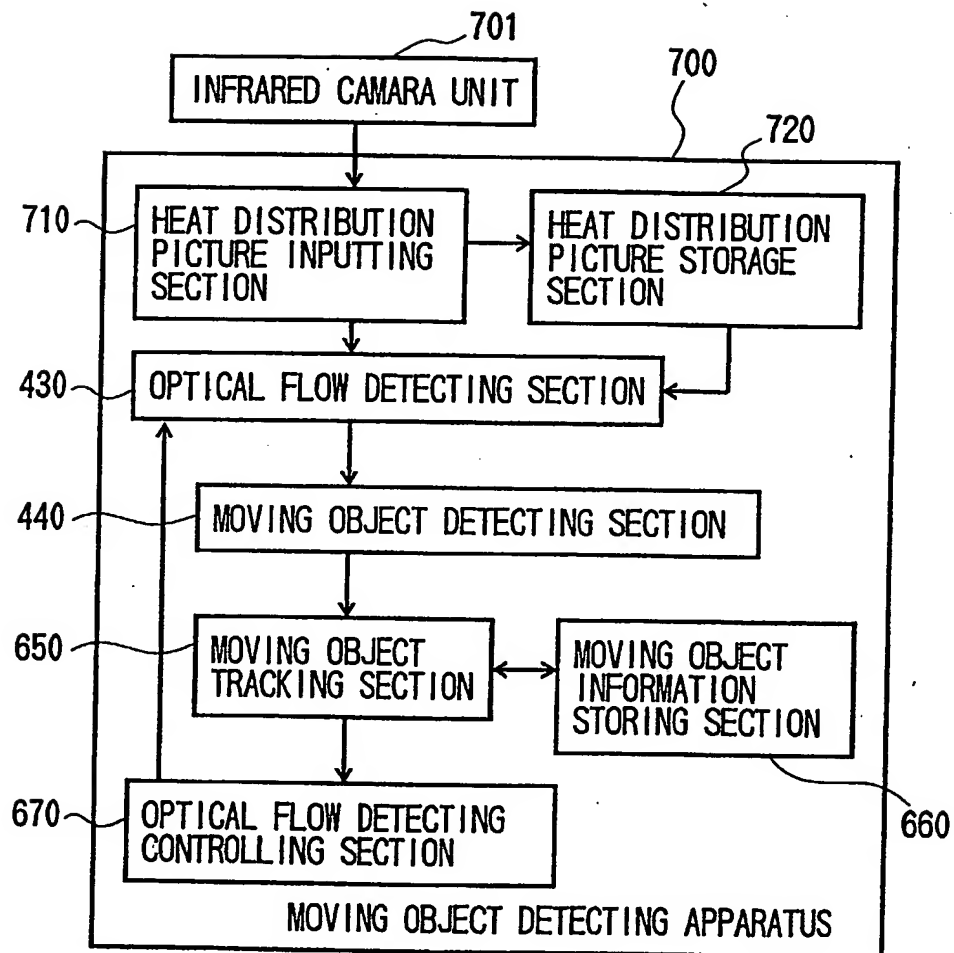 701
INFRARED CAMARA UNIT
700
720
710
HEAT DISTRIBUTION
PICTURE INPUTTING
SECTION
HEAT DISTRIBUTION
PICTURE STORAGE
SECTION
430
OPTICAL FLOW DETECTING SECTION
440
MOVING OBJECT DETECTING SECTION
650
MOVING OBJECT
TRACKING SECTION
MOVING OBJECT
INFORMATION
STORING SECTION
660
670
OPTICAL FLOW DETECTING
CONTROLLING SECTION
MOVING OBJECT DETECTING APPARATUS